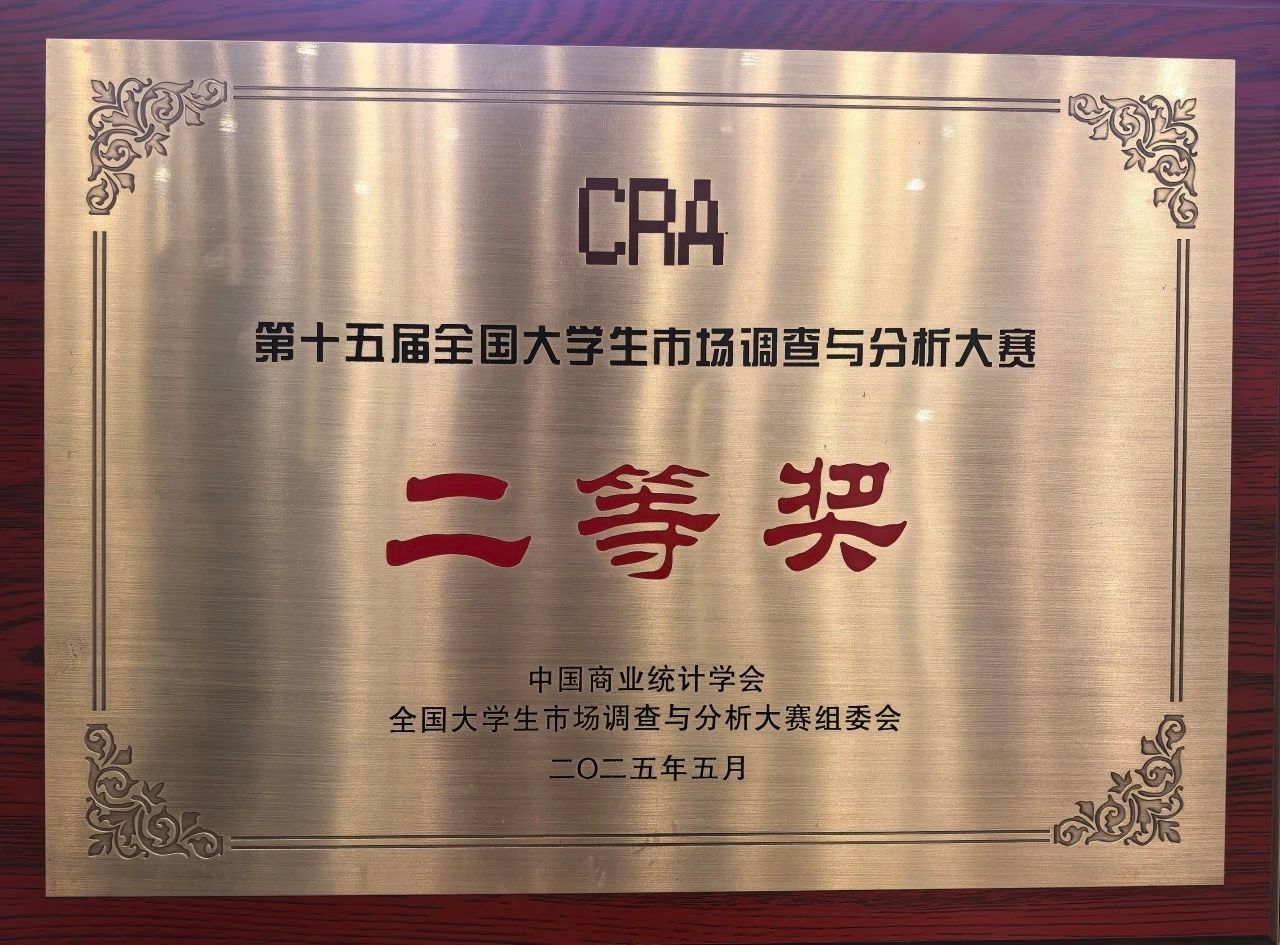 CRA
第十五届全国大学生市场调查与分析大赛
二等奖
中国商业统计学会
全国大学生市场调查与分析大赛组委会
二〇二五年五月